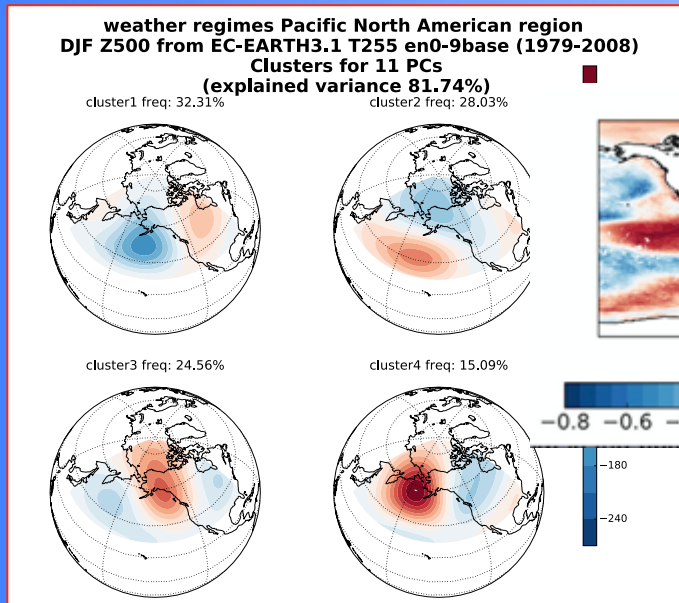 weather regimes Pacific North American region
DJF Z500 from EC-EARTH3.1 T255 en0-9base (1979-2008)
Clusters for 11 PCs
(explained variance 81.74%)
cluster1 freq: 32.31%
cluster2 freq: 28.03%
cluster3 freq: 24.56%
cluster4 freq: 15.09%
−0.8 −0.6
−180
−240